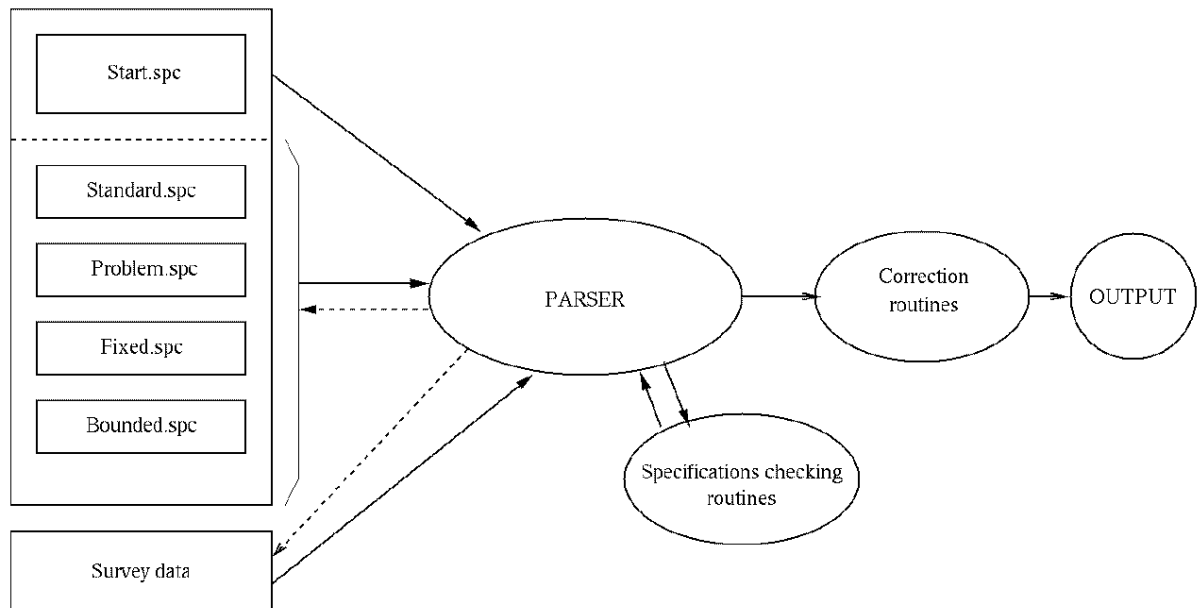 Start.spc
Standard.spc
Problem.spc
Fixed.spc
Bounded.spc
Survey data
PARSER
Specifications checking
routines
Correction
routines
OUTPUT